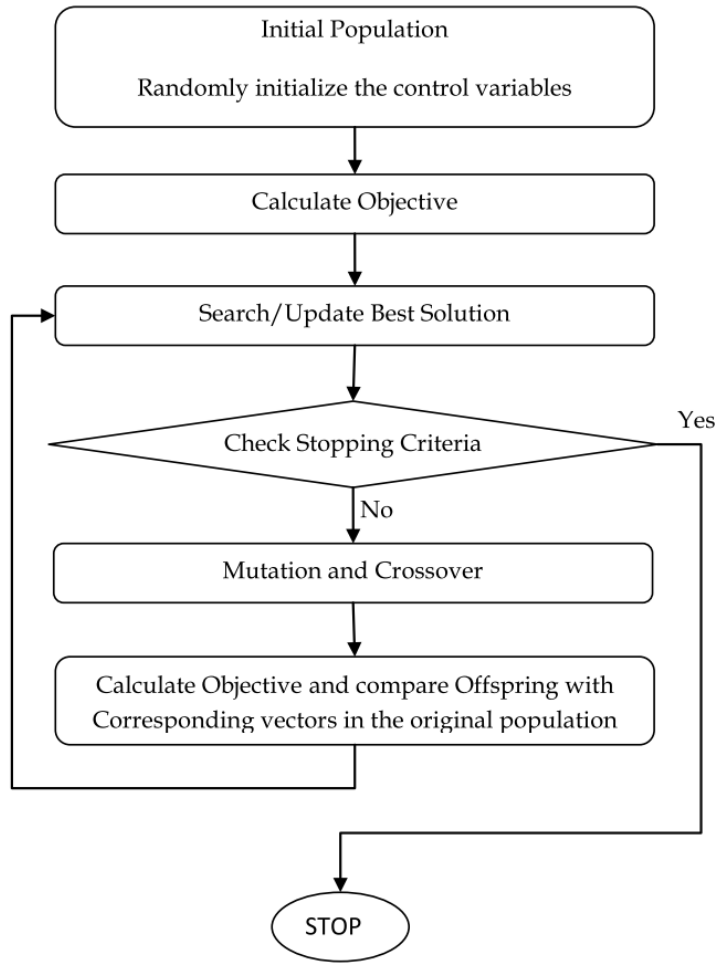 Initial Population
Randomly initialize the control variables
Calculate Objective
Search/Update Best Solution
Check Stopping Criteria
Yes
No
Mutation and Crossover
Calculate Objective and compare Offspring with
Corresponding vectors in the original population
STOP